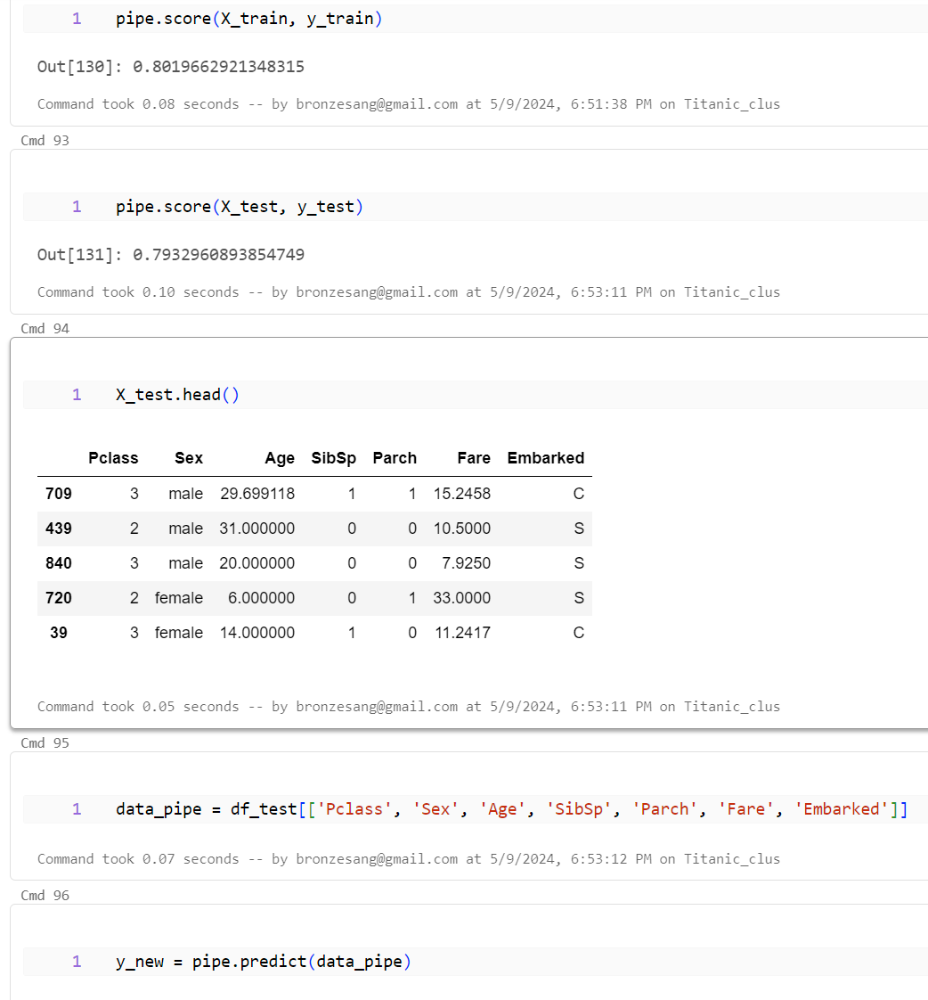 1 pipe.score(X_train, y_train)
Out[130]: 0.8019662921348315
Command took 0.08 seconds -- by bronzesang@gmail.com at 5/9/2024, 6:51:38 PM on Titanic_clus
Cmd 93
1 pipe.score(X_test, y_test)
Out[131]: 0.7932960893854749
Command took 0.10 seconds -- by bronzesang@gmail.com at 5/9/2024, 6:53:11 PM on Titanic_clus
Cmd 94
1 X_test.head()
Pclass Sex Age SibSp Parch Fare Embarked
709 3 male 29.699118 1 1 15.2458 C
439 2 male 31.000000 0 0 10.5000 S
840 3 male 20.000000 0 0 7.9250 S
720 2 female 6.000000 0 1 33.0000 S
39 3 female 14.000000 1 0 11.2417 C
Command took 0.05 seconds -- by bronzesang@gmail.com at 5/9/2024, 6:53:11 PM on Titanic_clus
Cmd 95
1 data_pipe = df_test[['Pclass', 'Sex', 'Age', 'SibSp', 'Parch', 'Fare', 'Embarked']]
Command took 0.07 seconds -- by bronzesang@gmail.com at 5/9/2024, 6:53:12 PM on Titanic_clus
Cmd 96
1 y_new = pipe.predict(data_pipe)